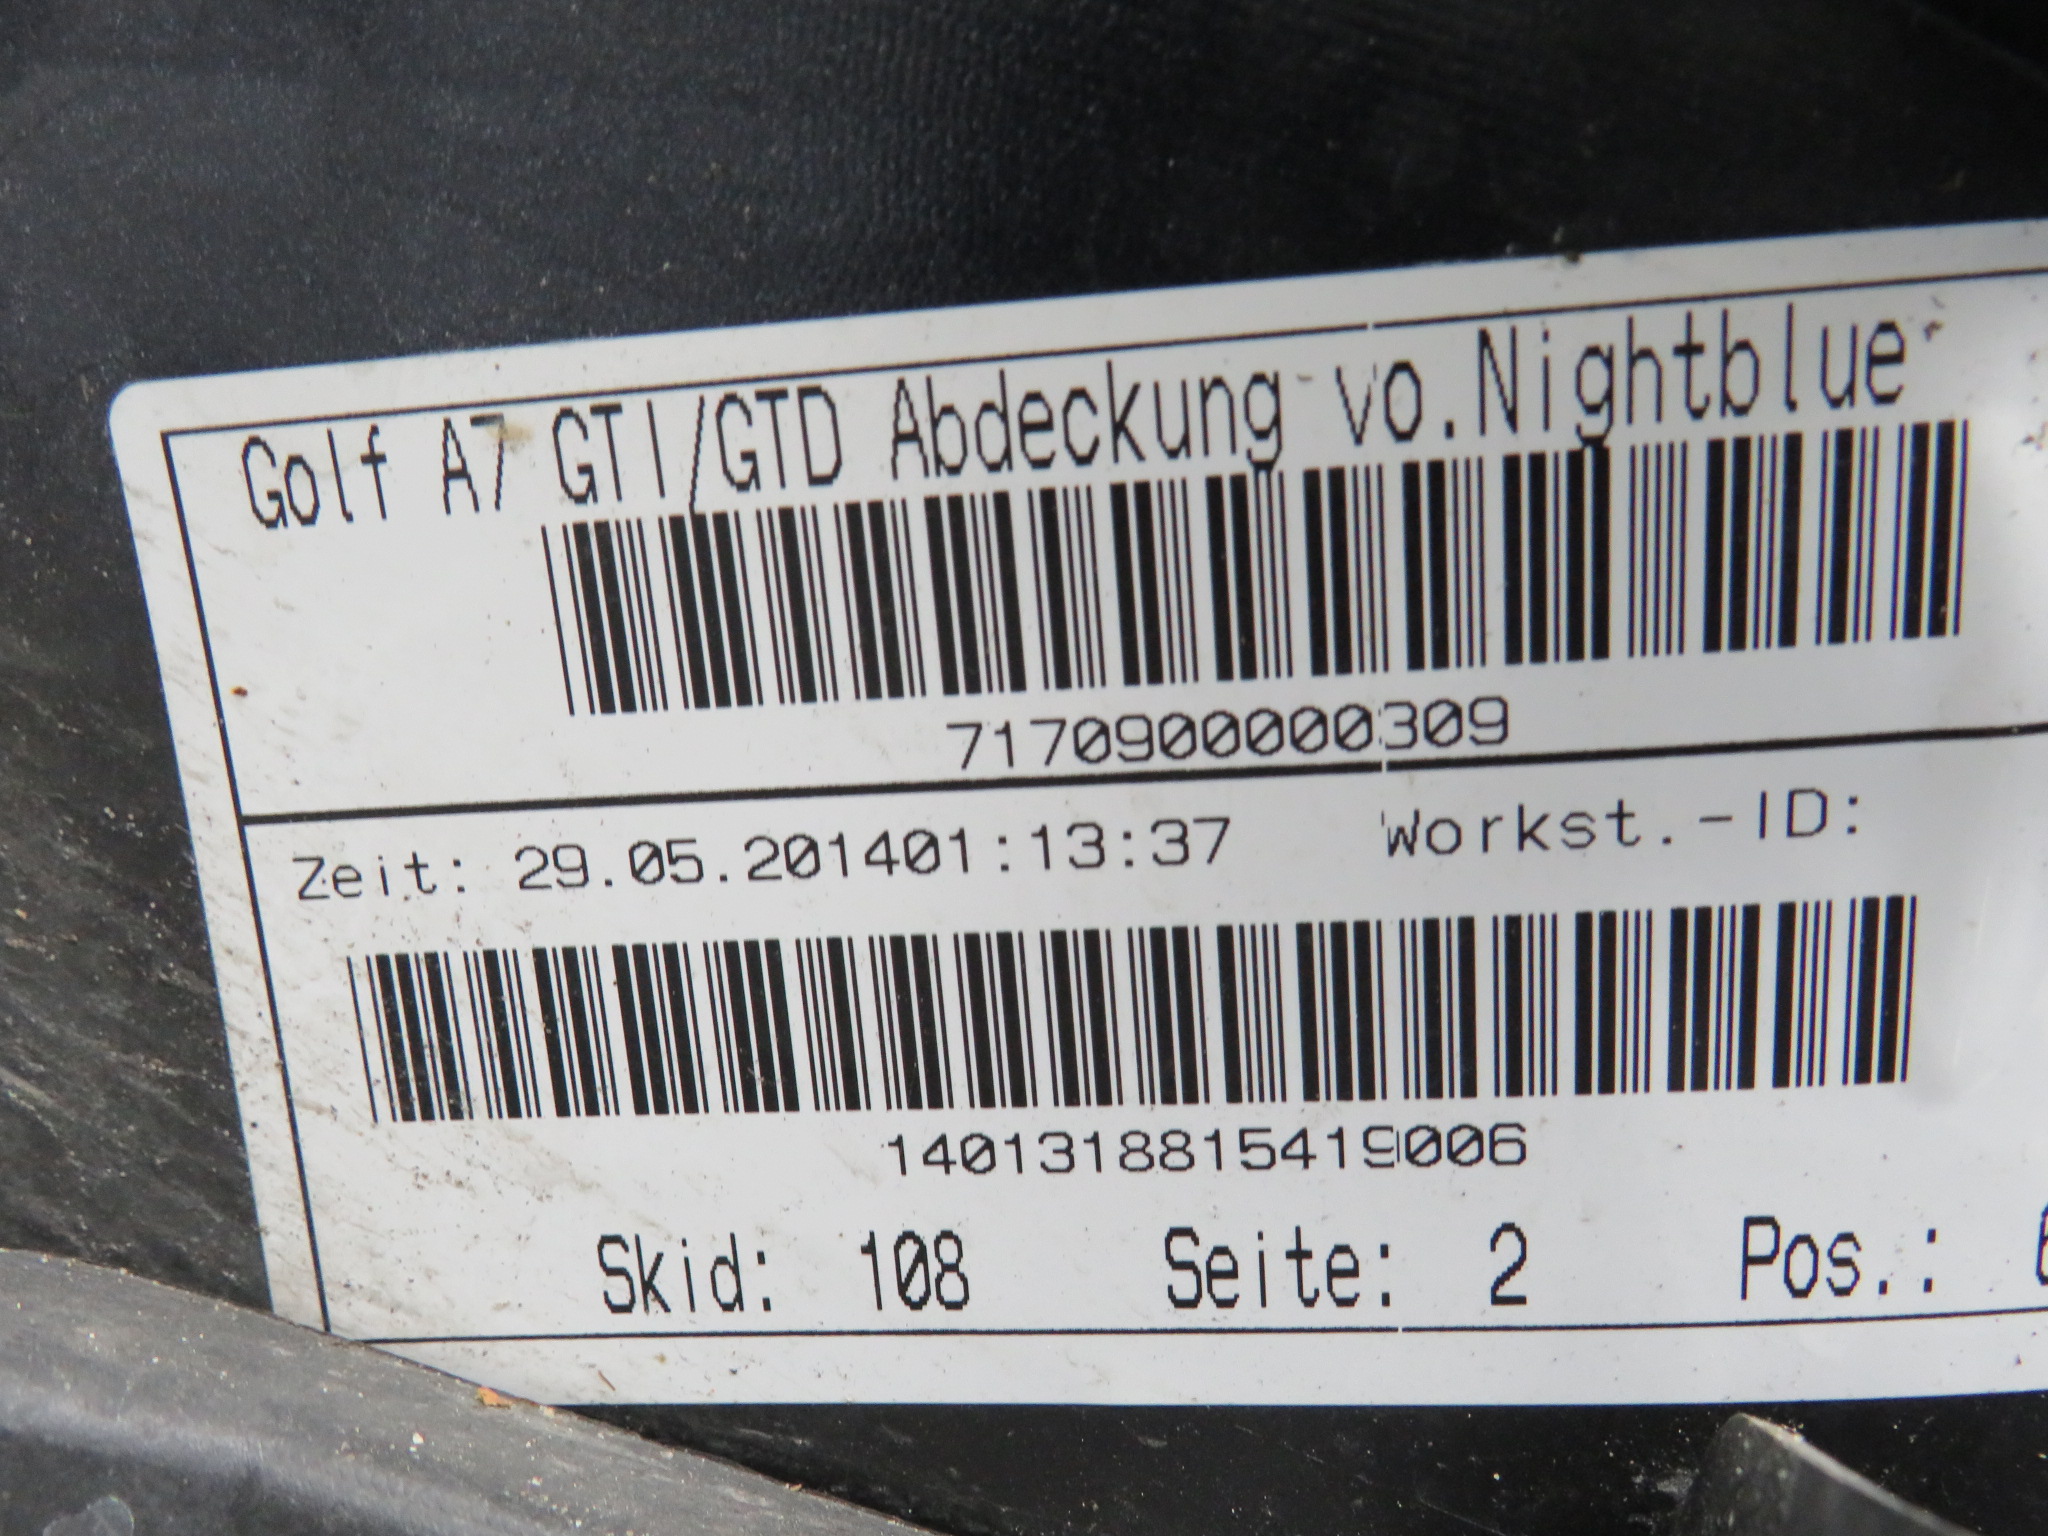 Golf A7 GTI/GTD Abdeckung vo.Nightblue
7170900000309
Zeit: 29.05.201401:13:37 Workst.-ID:
1401318815419006
Skid: 108 Seite: 2 Pos.: